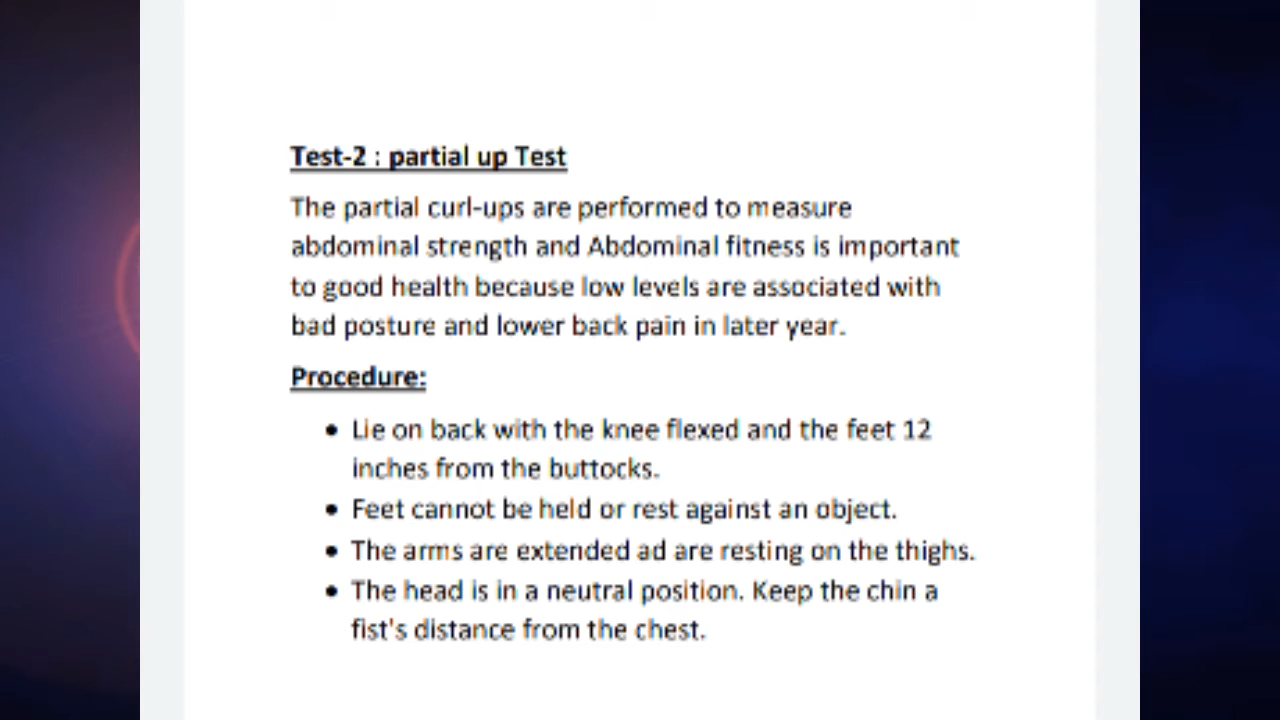 Test-2 : partial up Test
The partial curl-ups are performed to measure
abdominal strength and Abdominal fitness is important
to good health because low levels are associated with
bad posture and lower back pain in later year.
Procedure:
• Lie on back with the knee flexed and the feet 12
inches from the buttocks.
• Feet cannot be held or rest against an object.
• The arms are extended ad are resting on the thighs.
• The head is in a neutral position. Keep the chin a
fist's distance from the chest.